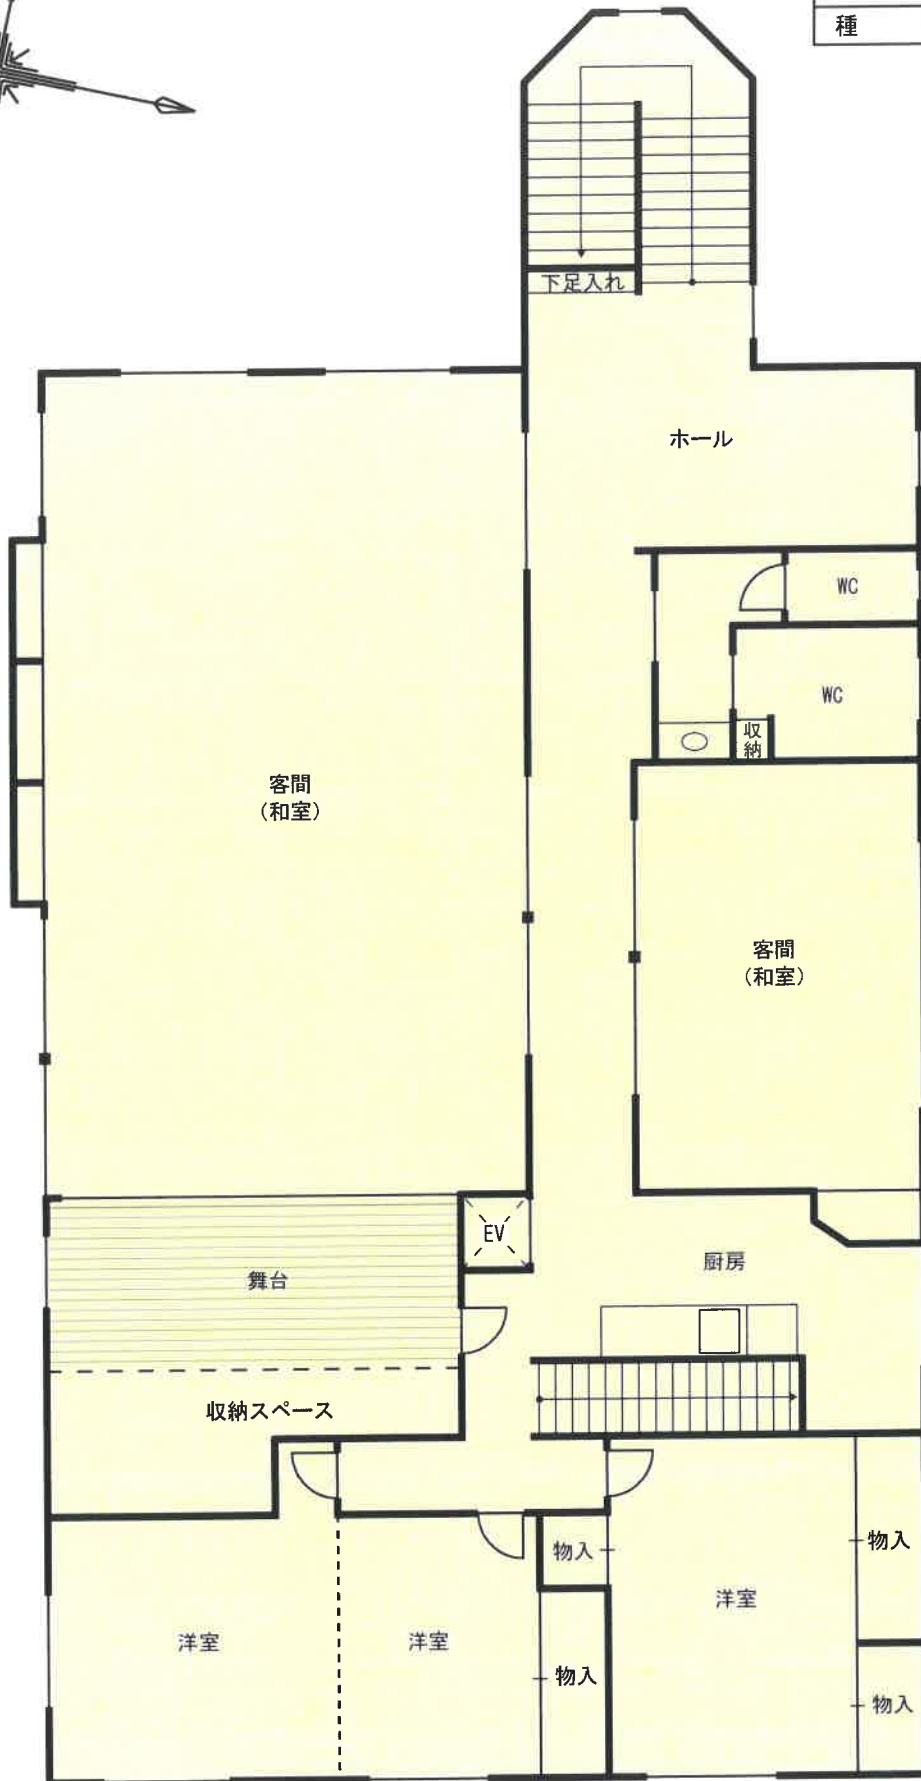 種
下足入れ
ホール
WC
WC
収
納
客間
（和室）
客間
（和室）
EV
厨房
舞台
収納スペース
物入
物入
洋室
洋室
洋室
物入
物入